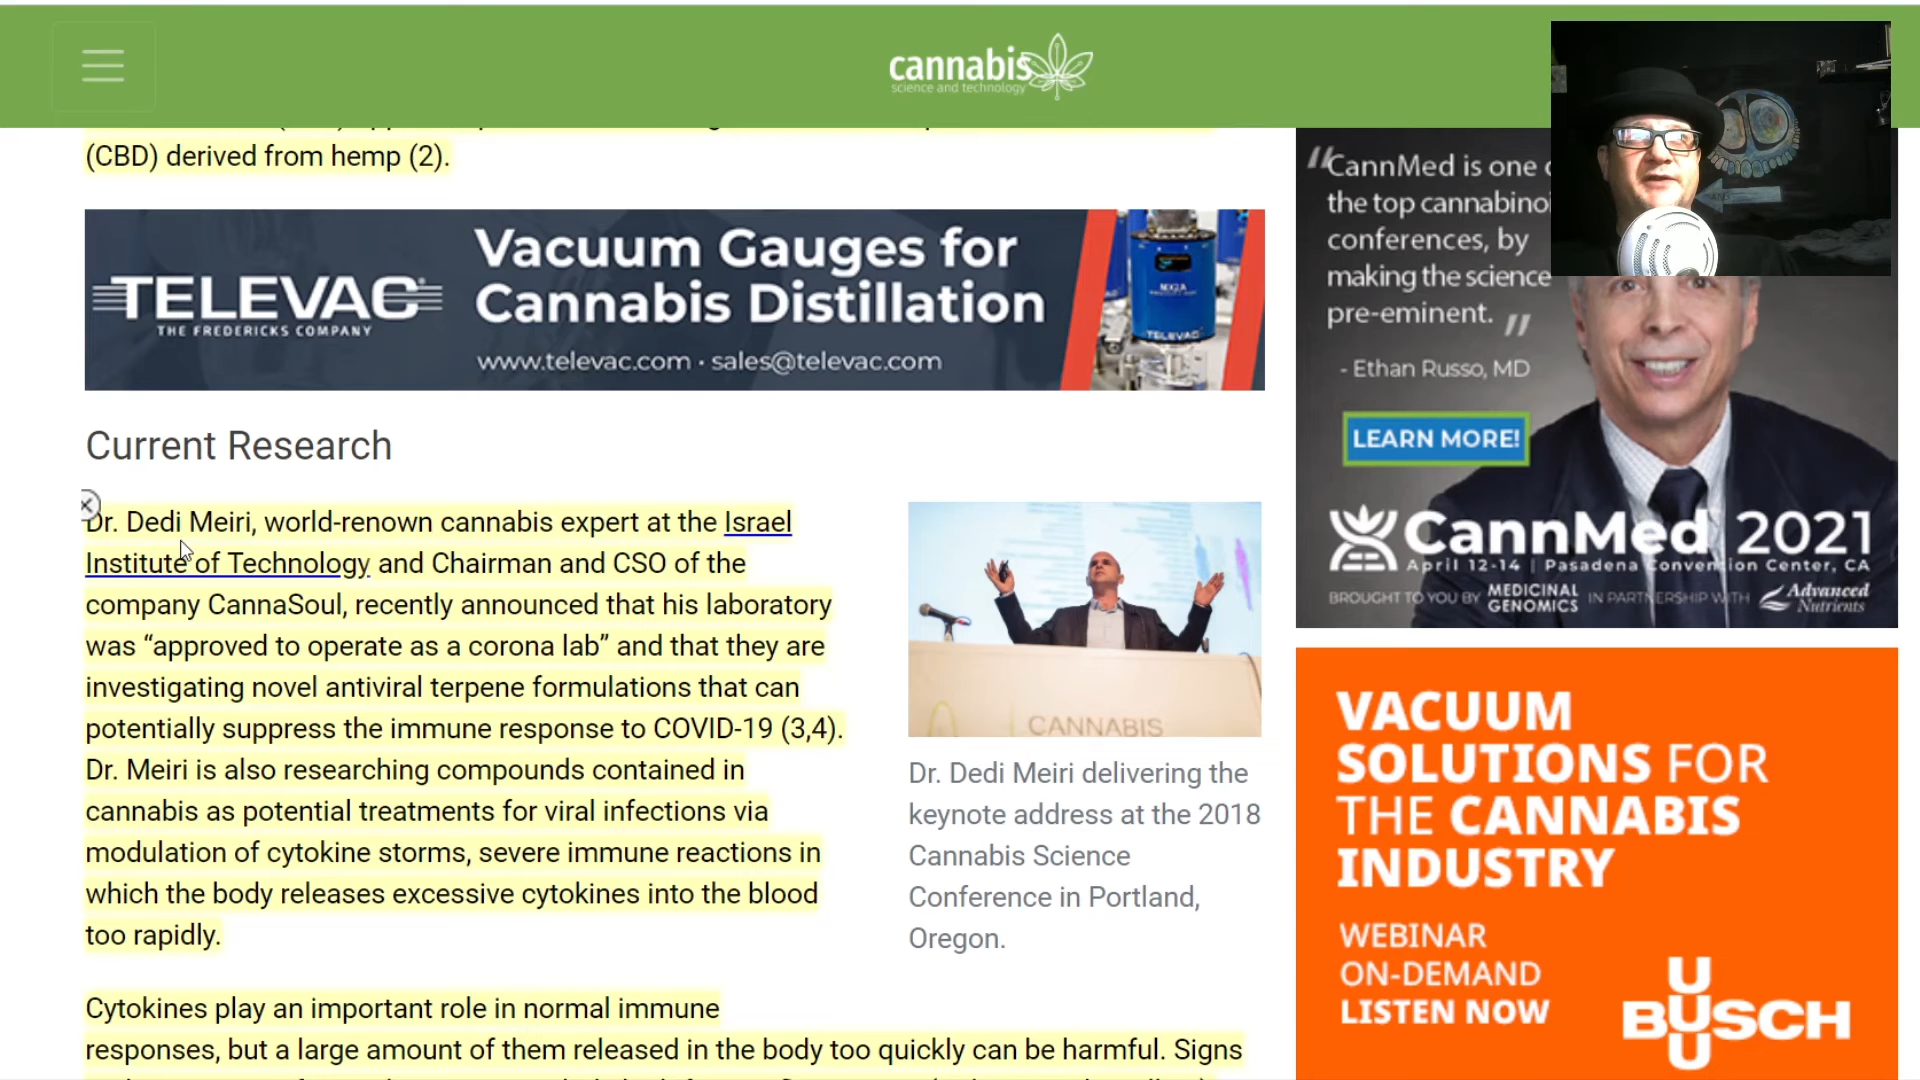 cannabis
science and technology
(CBD) derived from hemp (2).
TELEVAC
THE FREDERICKS COMPANY
Vacuum Gauges for
Cannabis Distillation
www.televac.com · sales@televac.com
TELEVAC
Current Research
Dr. Dedi Meiri, world-renown cannabis expert at the Israel
Institute of Technology and Chairman and CSO of the
company CannaSoul, recently announced that his laboratory
was “approved to operate as a corona lab” and that they are
investigating novel antiviral terpene formulations that can
potentially suppress the immune response to COVID-19 (3,4).
Dr. Meiri is also researching compounds contained in
cannabis as potential treatments for viral infections via
modulation of cytokine storms, severe immune reactions in
which the body releases excessive cytokines into the blood
too rapidly.
Cytokines play an important role in normal immune
responses, but a large amount of them released in the body too quickly can be harmful. Signs
CANNABIS
Dr. Dedi Meiri delivering the
keynote address at the 2018
Cannabis Science
Conference in Portland,
Oregon.
“CannMed is one
the top
conferences, by
making the science
pre-eminent. ”
- Ethan Russo, MD
LEARN MORE!
CannMed 2021
April 12-14 | Pasadena Convention Center, CA
BROUGHT TO YOU BY MEDICINAL GENOMICS IN PARTNERSHIP WITH Advanced Nutrients
VACUUM
SOLUTIONS FOR
THE CANNABIS
INDUSTRY
WEBINAR
ON-DEMAND
LISTEN NOW
BUSCH